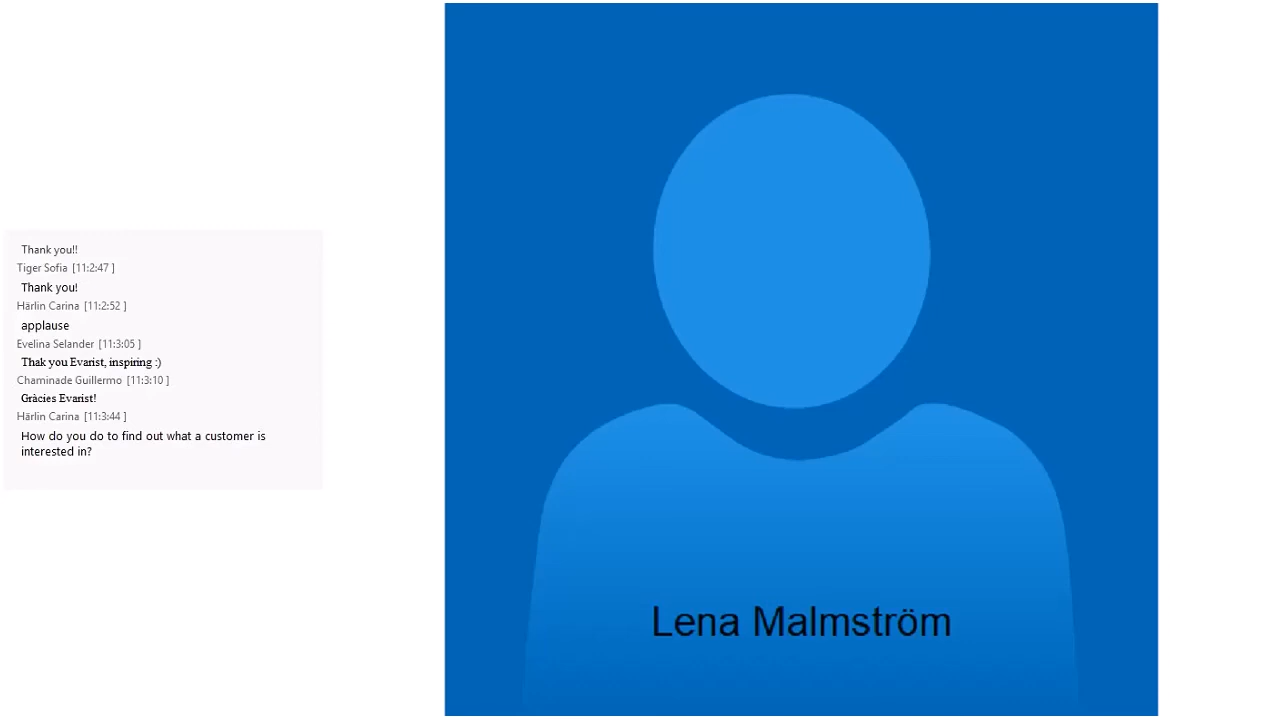 Thank you!!
Tiger Sofia [11:2:47 ]
Thank you!
Härlin Carina [11:2:52 ]
applause
Evelina Selander [11:3:05 ]
Thak you Evarist, inspiring :)
Chaminade Guillermo [11:3:10 ]
Gràcies Evarist!
Härlin Carina [11:3:44 ]
How do you do to find out what a customer is
interested in?
Lena Malmström